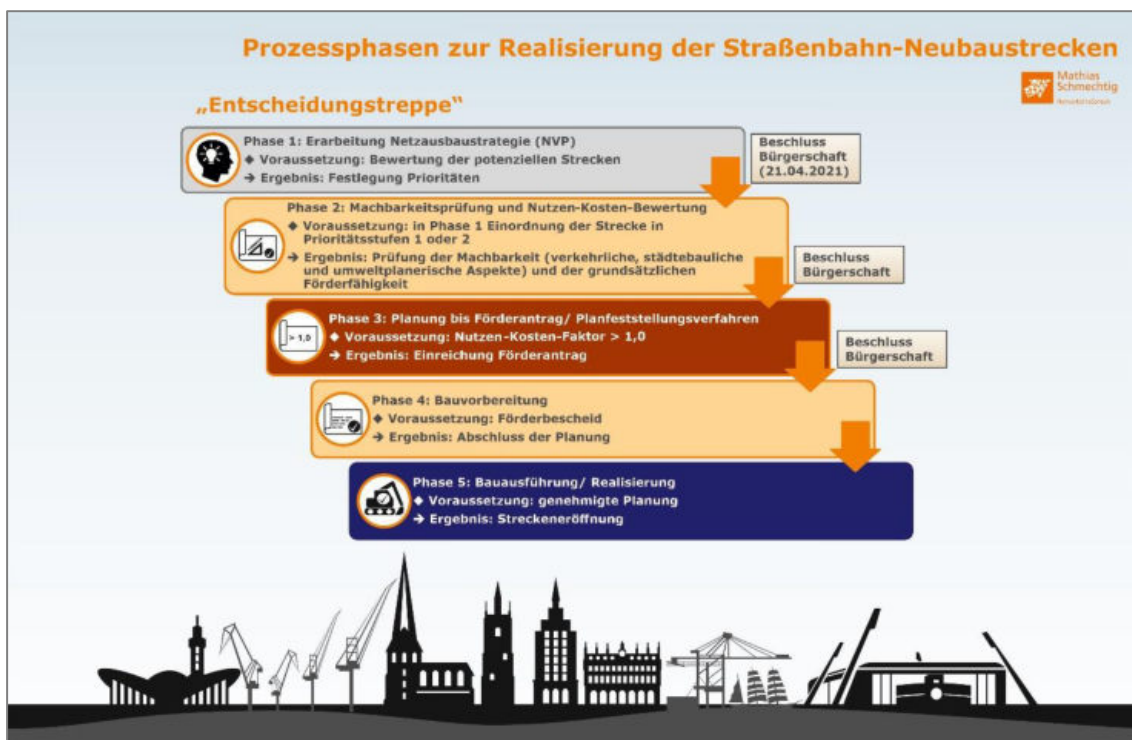 Prozessphasen zur Realisierung der Straßenbahn-Neubaustrecken
Mathias
Schmechtig
„Entscheidungstreppe“
Phase 1: Erarbeitung Netzausbaustrategie (NVP)
◆ Voraussetzung: Bewertung der potenziellen Strecken
→ Ergebnis: Festlegung Prioritäten
Beschluss
Bürgerschaft
(21.04.2021)
Phase 2: Machbarkeitsprüfung und Nutzen-Kosten-Bewertung
◆ Voraussetzung: in Phase 1 Einordnung der Strecke in
Prioritätsstufen 1 oder 2
→ Ergebnis: Prüfung der Machbarkeit (verkehrliche, städtebauliche
und umweltplanerische Aspekte) und der grundsätzlichen
Förderfähigkeit
Beschluss
Bürgerschaft
Phase 3: Planung bis Förderantrag/ Planfeststellungsverfahren
> 1,0
◆ Voraussetzung: Nutzen-Kosten-Faktor > 1,0
→ Ergebnis: Einreichung Förderantrag
Beschluss
Bürgerschaft
Phase 4: Bauvorbereitung
◆ Voraussetzung: Förderbescheid
→ Ergebnis: Abschluss der Planung
Phase 5: Bauausführung/ Realisierung
◆ Voraussetzung: genehmigte Planung
→ Ergebnis: Streckeneröffnung